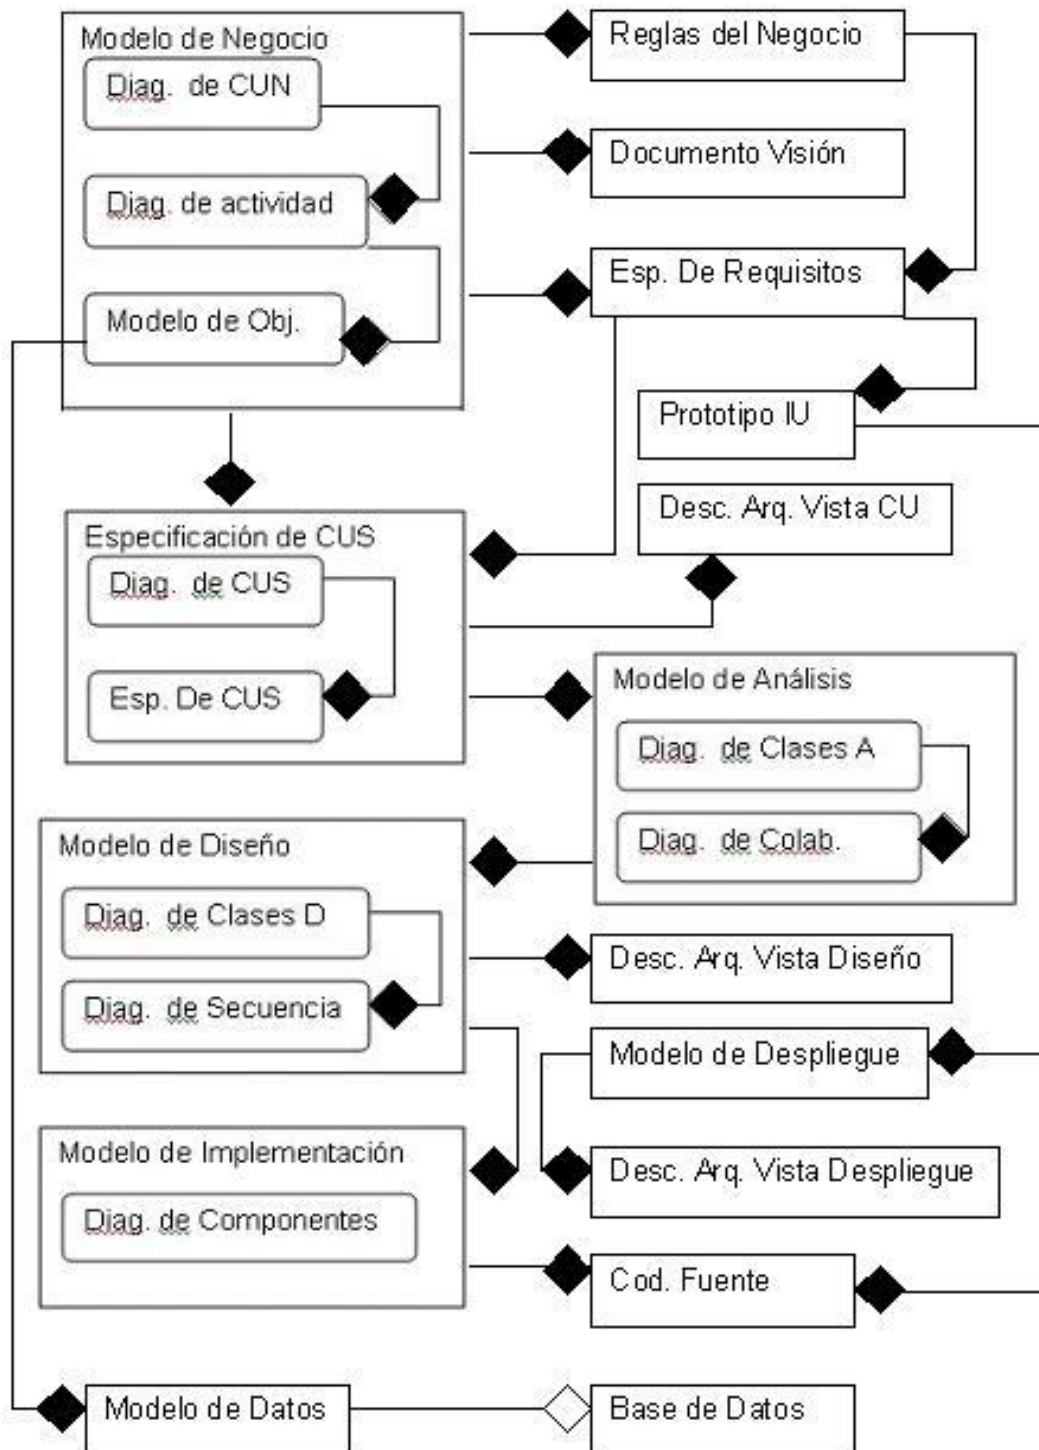 Modelo de Negocio
Diag. de CUN
Diag. de actividad
Modelo de Obj.
Reglas del Negocio
Documento Visión
Esp. De Requisitos
Prototipo IU
Desc. Arq. Vista CU
Especificación de CUS
Diag. de CUS
Esp. De CUS
Modelo de Análisis
Diag. de Clases A
Diag. de Colab.
Modelo de Diseño
Diag. de Clases D
Diag. de Secuencia
Desc. Arq. Vista Diseño
Modelo de Despliegue
Desc. Arq. Vista Despliegue
Modelo de Implementación
Diag. de Componentes
Cod. Fuente
Modelo de Datos
Base de Datos